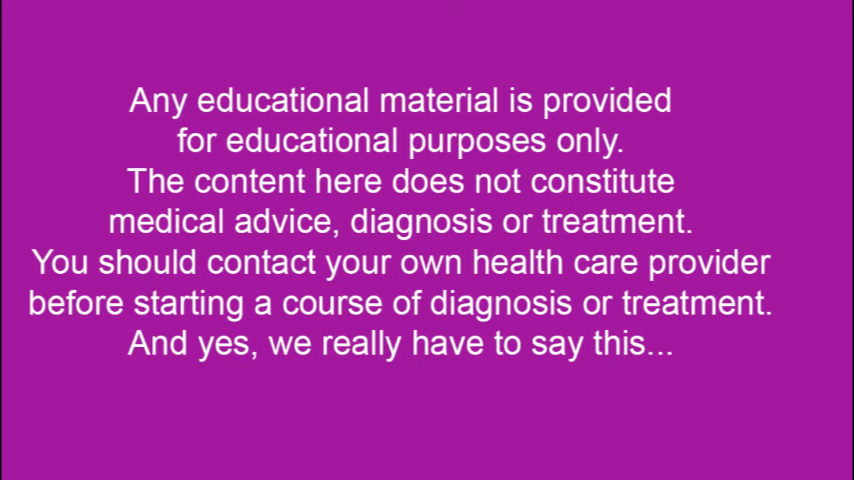 Any educational material is provided
for educational purposes only.
The content here does not constitute
medical advice, diagnosis or treatment.
You should contact your own health care provider
before starting a course of diagnosis or treatment.
And yes, we really have to say this...